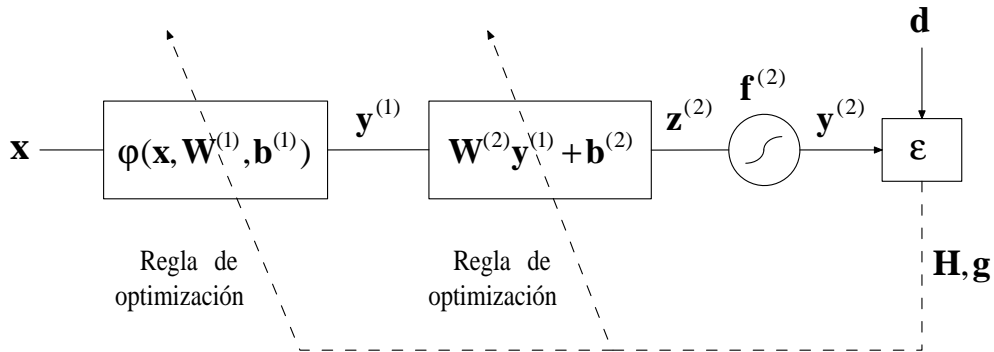 d
f⁽²⁾
x
φ(x, W⁽¹⁾, b⁽¹⁾)
y⁽¹⁾
W⁽²⁾y⁽¹⁾ + b⁽²⁾
z⁽²⁾
y⁽²⁾
ε
Regla de
optimización
Regla de
optimización
H, g